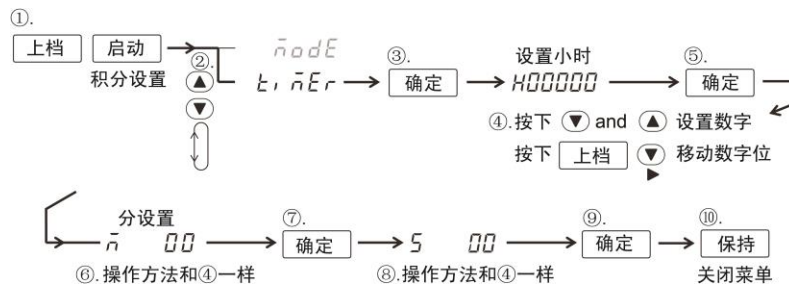 ①.
上档 启动
积分设置
②.
modE
timEr
③.
确定
设置小时
H00000
④.按下 ▼ and ▲ 设置数字
按下 上档 ▼ 移动数字位
⑤.
确定
分设置
m 00
⑥.操作方法和④一样
⑦.
确定
S 00
⑧.操作方法和④一样
⑨.
确定
⑩.
保持
关闭菜单